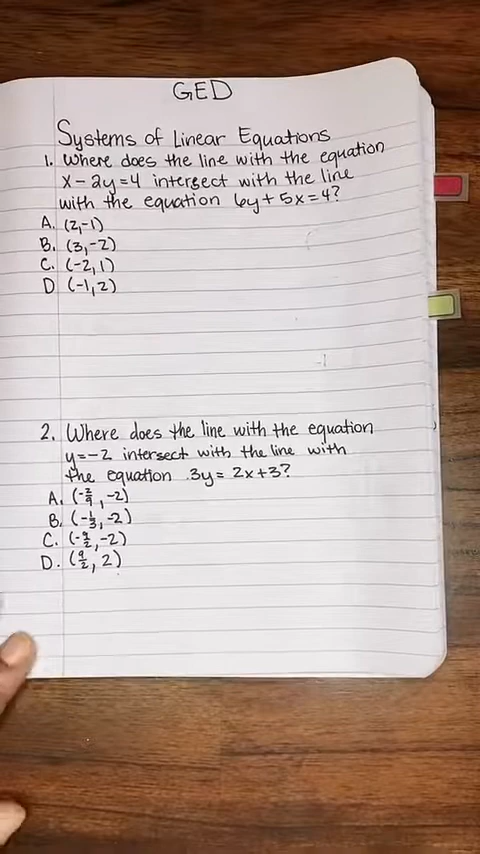 GED
Systems of Linear Equations
1. Where does the line with the equation
x-2y=4 intersect with the line
with the equation 6y+5x=4?
A. (2,-1)
B. (3,-2)
C. (-2,1)
D (-1,2)
2. Where does the line with the equation
y=-2 intersect with the line with
the equation 3y=2x+3?
A. (-2/9, -2)
B. (-1/3, -2)
C. (-9/2, -2)
D. (9/2, 2)